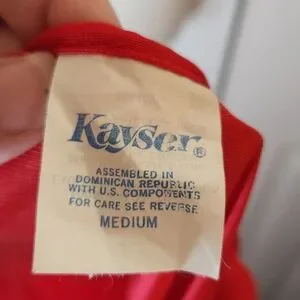 Kayser®
ASSEMBLED IN
DOMINICAN REPUBLIC
WITH U.S. COMPONENTS
FOR CARE SEE REVERSE
MEDIUM